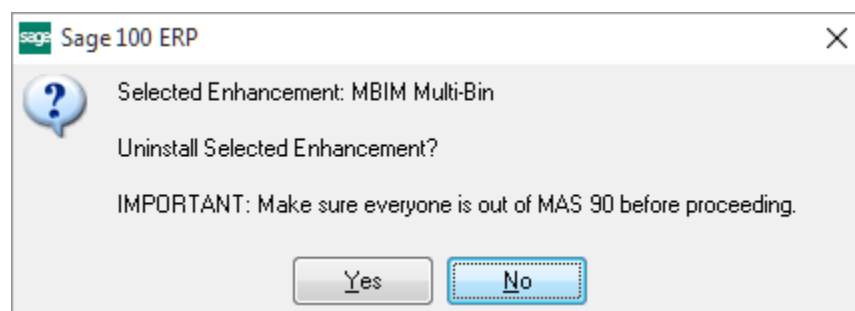 sage Sage 100 ERP
Selected Enhancement: MBIM Multi-Bin
Uninstall Selected Enhancement?
IMPORTANT: Make sure everyone is out of MAS 90 before proceeding.
Yes No